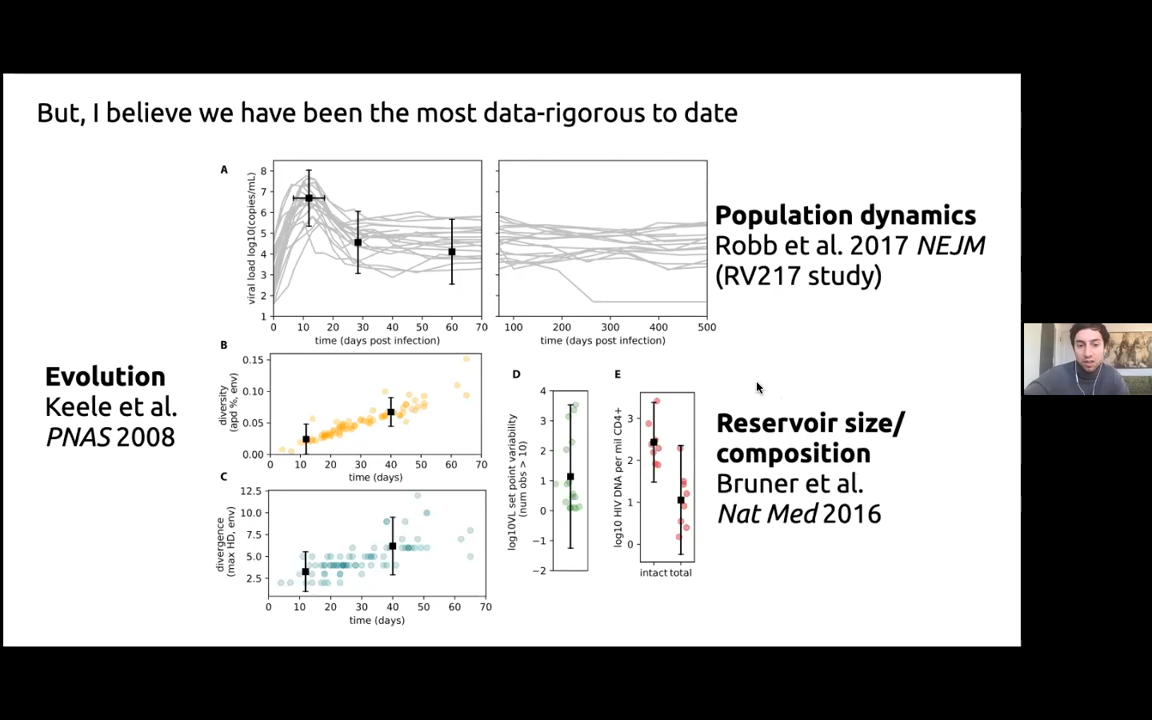 But, I believe we have been the most data-rigorous to date
A
viral load log10(copies/mL)
8
7
6
5
4
3
2
1
0 10 20 30 40 50 60 70
time (days post infection)
100 200 300 400 500
time (days post infection)
Population dynamics
Robb et al. 2017 NEJM
(RV217 study)
Evolution
Keele et al.
PNAS 2008
B
diversity
(apd %, env)
0.15
0.10
0.05
0.00
0 10 20 30 40 50 60 70
time (days)
C
divergence
(max HD, env)
12.5
10.0
7.5
5.0
2.5
0 10 20 30 40 50 60 70
time (days)
D
log10VL set point variability
(num obs > 10)
4
3
2
1
0
−1
−2
E
log10 HIV DNA per mil CD4+
3
2
1
0
intact total
Reservoir size/
composition
Bruner et al.
Nat Med 2016